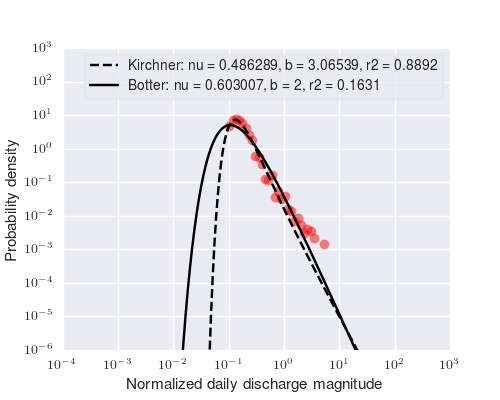 Kirchner: nu = 0.486289, b = 3.06539, r2 = 0.8892
Botter: nu = 0.603007, b = 2, r2 = 0.1631
Probability density
10³
10²
10¹
10⁰
10⁻¹
10⁻²
10⁻³
10⁻⁴
10⁻⁵
10⁻⁶
10⁻⁴ 10⁻³ 10⁻² 10⁻¹ 10⁰ 10¹ 10² 10³
Normalized daily discharge magnitude